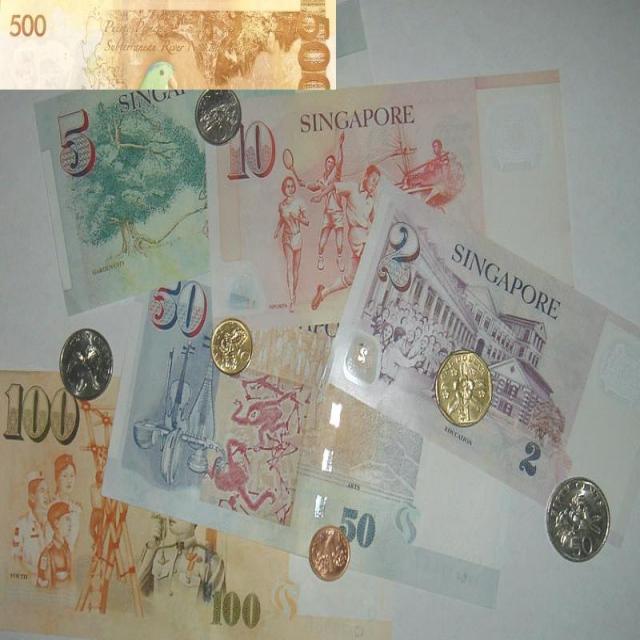 500
Subterranean River
SINGAP
5
10
SINGAPORE
2
SINGAPORE
GARDEN CITY
SPORTS
50
100
EDUCATION
2
ARTS
50
YOUTH
100